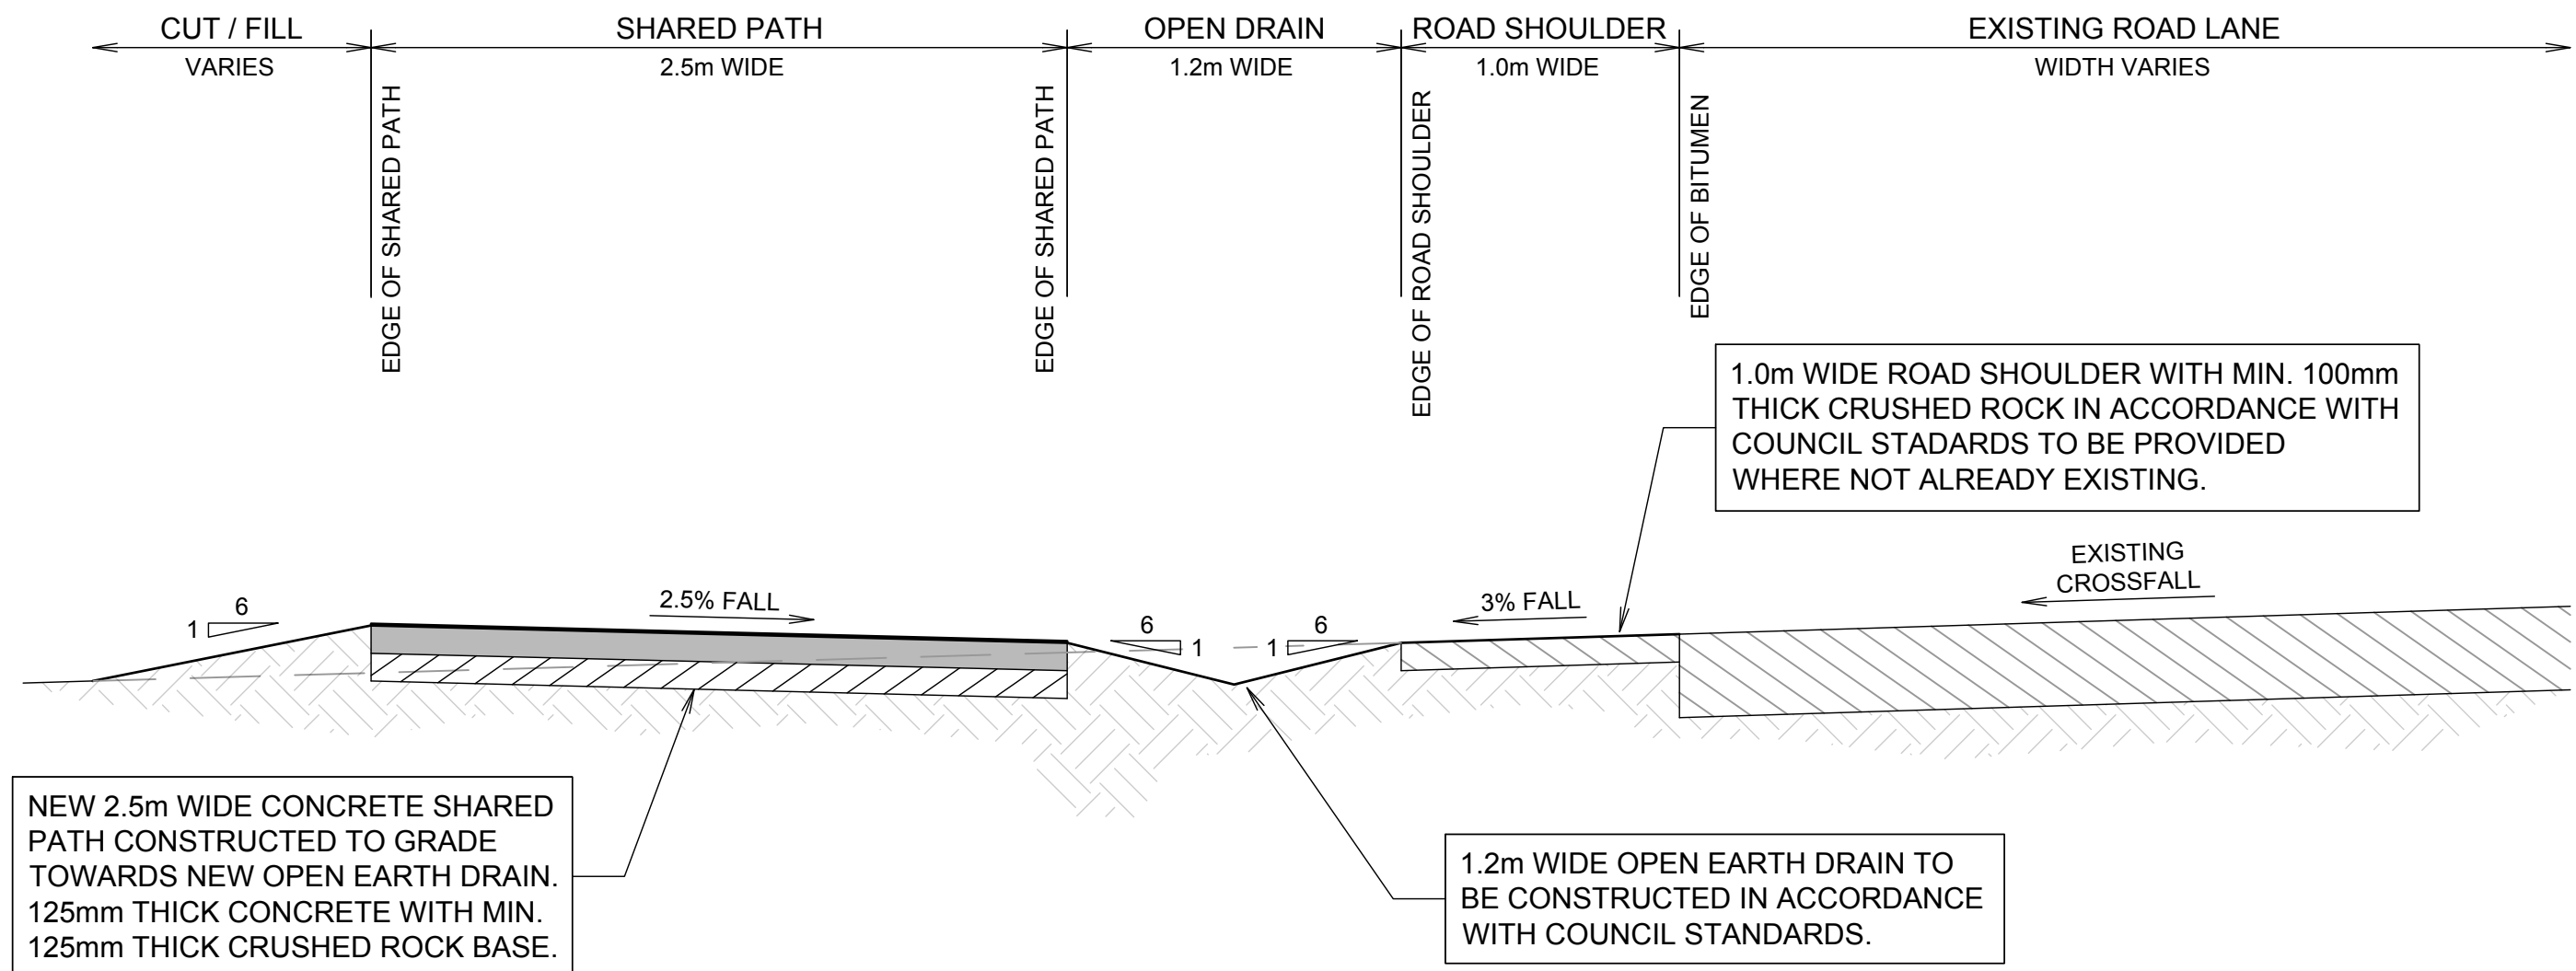 CUT / FILL
VARIES
SHARED PATH
2.5m WIDE
OPEN DRAIN
1.2m WIDE
ROAD SHOULDER
1.0m WIDE
EXISTING ROAD LANE
WIDTH VARIES
EDGE OF SHARED PATH
EDGE OF SHARED PATH
EDGE OF ROAD SHOULDER
EDGE OF BITUMEN
1.0m WIDE ROAD SHOULDER WITH MIN. 100mm
THICK CRUSHED ROCK IN ACCORDANCE WITH
COUNCIL STADARDS TO BE PROVIDED
WHERE NOT ALREADY EXISTING.
6
1
2.5% FALL
6
1
6
1
3% FALL
EXISTING
CROSSFALL
NEW 2.5m WIDE CONCRETE SHARED
PATH CONSTRUCTED TO GRADE
TOWARDS NEW OPEN EARTH DRAIN.
125mm THICK CONCRETE WITH MIN.
125mm THICK CRUSHED ROCK BASE.
1.2m WIDE OPEN EARTH DRAIN TO
BE CONSTRUCTED IN ACCORDANCE
WITH COUNCIL STANDARDS.